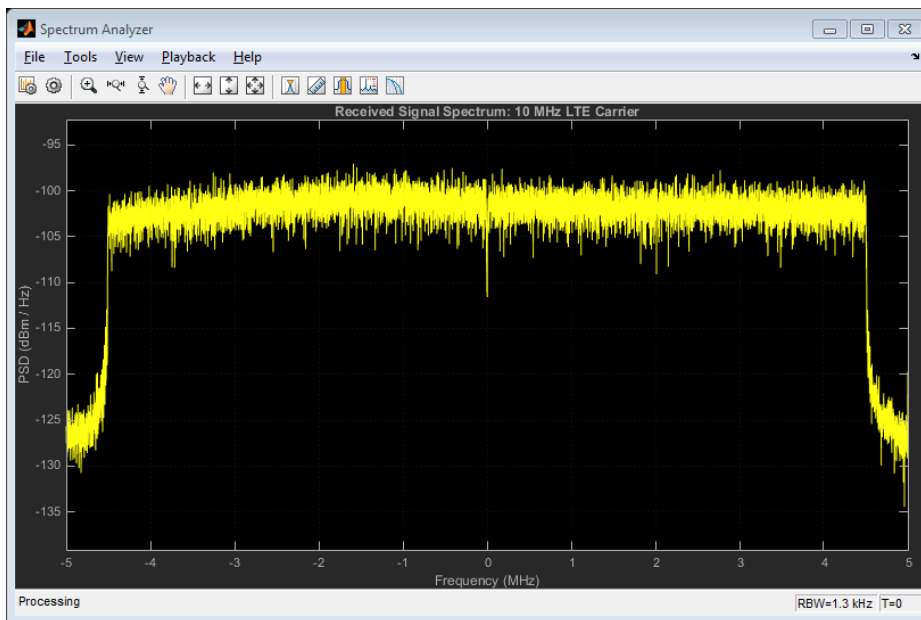 Spectrum Analyzer
File Tools View Playback Help
Received Signal Spectrum: 10 MHz LTE Carrier
PSD (dBm / Hz)
-95
-100
-105
-110
-115
-120
-125
-130
-135
-5 -4 -3 -2 -1 0 1 2 3 4 5
Frequency (MHz)
Processing
RBW=1.3 kHz T=0